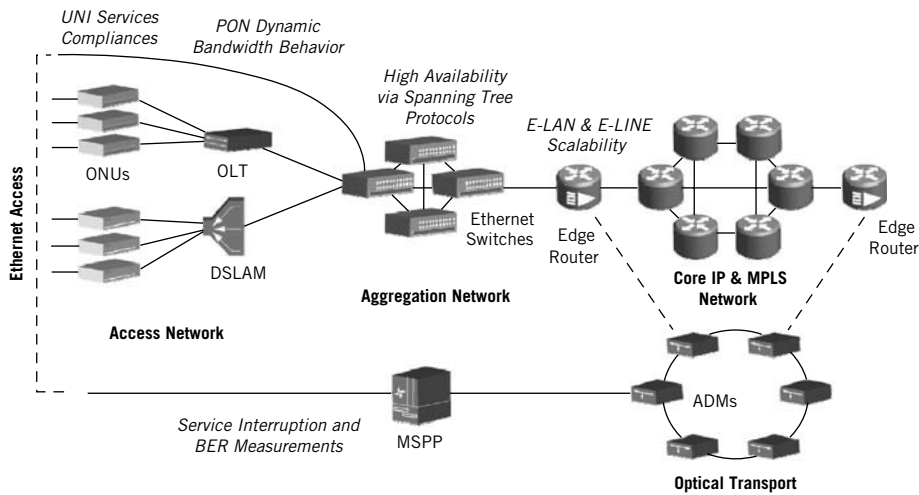 UNI Services
Compliances
PON Dynamic
Bandwidth Behavior
High Availability
via Spanning Tree
Protocols
E-LAN & E-LINE
Scalability
Ethernet Access
ONUs
OLT
DSLAM
Ethernet
Switches
Edge
Router
Edge
Router
Core IP & MPLS
Network
Aggregation Network
Access Network
Service Interruption and
BER Measurements
MSPP
ADMs
Optical Transport